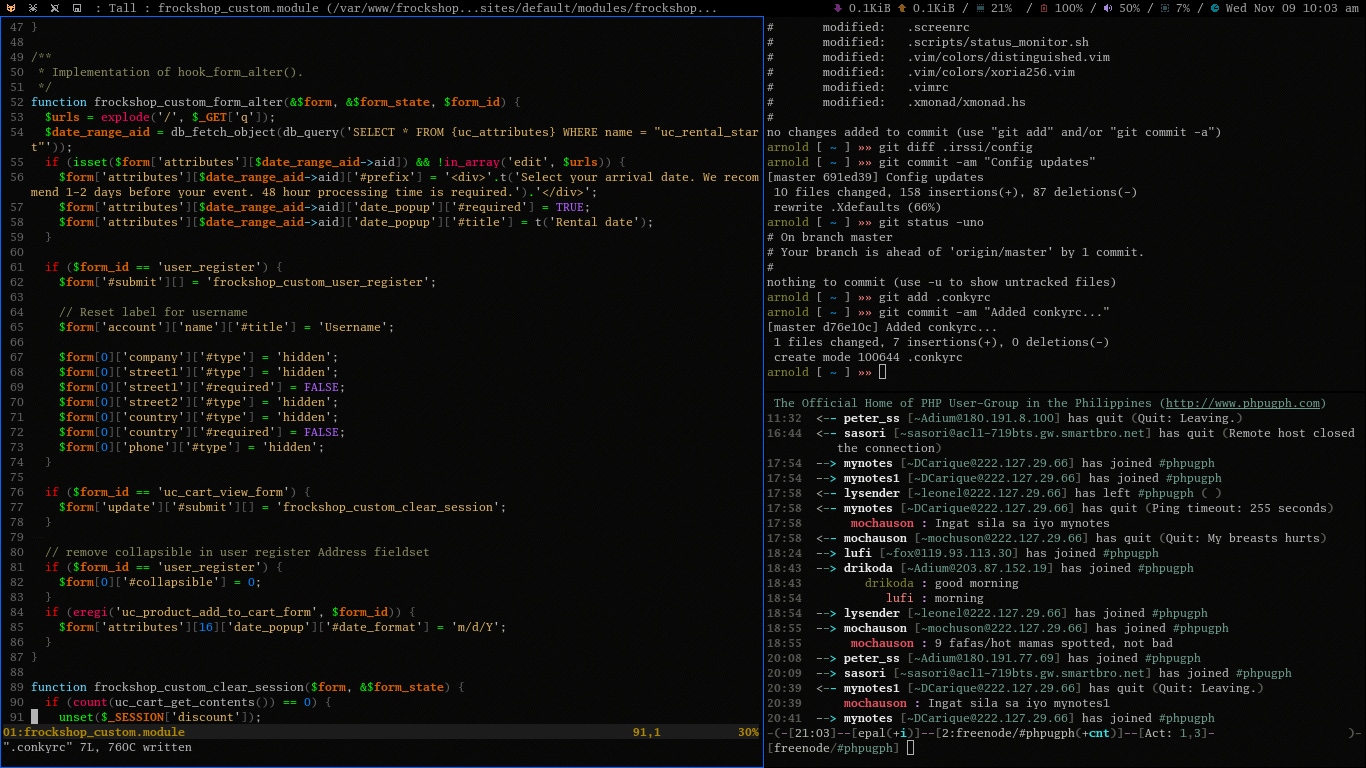 : Tall : frockshop_custom.module (/var/www/frockshop...sites/default/modules/frockshop...
0.1KiB 0.1KiB / 21% / 100% / 50% / 7% / Wed Nov 09 10:03 am
47 }
48
49 /**
50  * Implementation of hook_form_alter().
51  */
52 function frockshop_custom_form_alter(&$form, &$form_state, $form_id) {
53   $urls = explode('/', $_GET['q']);
54   $date_range_aid = db_fetch_object(db_query('SELECT * FROM {uc_attributes} WHERE name = "uc_rental_star
t"'));
55   if (isset($form['attributes'][$date_range_aid->aid]) && !in_array('edit', $urls)) {
56     $form['attributes'][$date_range_aid->aid]['#prefix'] = '<div>'.t('Select your arrival date. We recom
mend 1-2 days before your event. 48 hour processing time is required.').'</div>';
57     $form['attributes'][$date_range_aid->aid]['date_popup']['#required'] = TRUE;
58     $form['attributes'][$date_range_aid->aid]['date_popup']['#title'] = t('Rental date');
59   }
60
61   if ($form_id == 'user_register') {
62     $form['#submit'][] = 'frockshop_custom_user_register';
63
64     // Reset label for username
65     $form['account']['name']['#title'] = 'Username';
66
67     $form[0]['company']['#type'] = 'hidden';
68     $form[0]['street1']['#type'] = 'hidden';
69     $form[0]['street1']['#required'] = FALSE;
70     $form[0]['street2']['#type'] = 'hidden';
71     $form[0]['country']['#type'] = 'hidden';
72     $form[0]['country']['#required'] = FALSE;
73     $form[0]['phone']['#type'] = 'hidden';
74   }
75
76   if ($form_id == 'uc_cart_view_form') {
77     $form['update']['#submit'][] = 'frockshop_custom_clear_session';
78   }
79
80   // remove collapsible in user register Address fieldset
81   if ($form_id == 'user_register') {
82     $form[0]['#collapsible'] = 0;
83   }
84   if (eregi('uc_product_add_to_cart_form', $form_id)) {
85     $form['attributes'][16]['date_popup']['#date_format'] = 'm/d/Y';
86   }
87 }
88
89 function frockshop_custom_clear_session($form, &$form_state) {
90   if (count(uc_cart_get_contents()) == 0) {
91     unset($_SESSION['discount']);
01:frockshop_custom.module 91,1 30%
".conkyrc" 7L, 760C written
#       modified:   .screenrc
#       modified:   .scripts/status_monitor.sh
#       modified:   .vim/colors/distinguished.vim
#       modified:   .vim/colors/xoria256.vim
#       modified:   .vimrc
#       modified:   .xmonad/xmonad.hs
#
no changes added to commit (use "git add" and/or "git commit -a")
arnold [ ~ ] »» git diff .irssi/config
arnold [ ~ ] »» git commit -am "Config updates"
[master 691ed39] Config updates
 10 files changed, 158 insertions(+), 87 deletions(-)
 rewrite .Xdefaults (66%)
arnold [ ~ ] »» git status -uno
# On branch master
# Your branch is ahead of 'origin/master' by 1 commit.
#
nothing to commit (use -u to show untracked files)
arnold [ ~ ] »» git add .conkyrc
arnold [ ~ ] »» git commit -am "Added conkyrc..."
[master d76e10c] Added conkyrc...
 1 files changed, 7 insertions(+), 0 deletions(-)
 create mode 100644 .conkyrc
arnold [ ~ ] »»
The Official Home of PHP User-Group in the Philippines (http://www.phpugph.com)
11:32  <-- peter_ss [~Adium@180.191.8.100] has quit (Quit: Leaving.)
16:44  <-- sasori [~sasori@acl1-719bts.gw.smartbro.net] has quit (Remote host closed
the connection)
17:54  --> mynotes [~DCarique@222.127.29.66] has joined #phpugph
17:54  --> mynotes1 [~DCarique@222.127.29.66] has joined #phpugph
17:58  <-- lysender [~leonel@222.127.29.66] has left #phpugph ( )
17:58  <-- mynotes [~DCarique@222.127.29.66] has quit (Ping timeout: 255 seconds)
17:58       mochauson : Ingat sila sa iyo mynotes
17:58  <-- mochauson [~mochuson@222.127.29.66] has quit (Quit: My breasts hurts)
18:24  --> lufi [~fox@119.93.113.30] has joined #phpugph
18:43  --> drikoda [~Adium@203.87.152.19] has joined #phpugph
18:43         drikoda : good morning
18:54            lufi : morning
18:54  --> lysender [~leonel@222.127.29.66] has joined #phpugph
18:55  --> mochauson [~mochuson@222.127.29.66] has joined #phpugph
18:55       mochauson : 9 fafas/hot mamas spotted, not bad
20:08  --> peter_ss [~Adium@180.191.77.69] has joined #phpugph
20:09  --> sasori [~sasori@acl1-719bts.gw.smartbro.net] has joined #phpugph
20:39  <-- mynotes1 [~DCarique@222.127.29.66] has quit (Quit: Leaving.)
20:39       mochauson : Ingat sila sa iyo mynotes1
20:41  --> mynotes [~DCarique@222.127.29.66] has joined #phpugph
-(-[21:03]--[epal(+i)]--[2:freenode/#phpugph(+cnt)]--[Act: 1,3]- )-
[freenode/#phpugph]